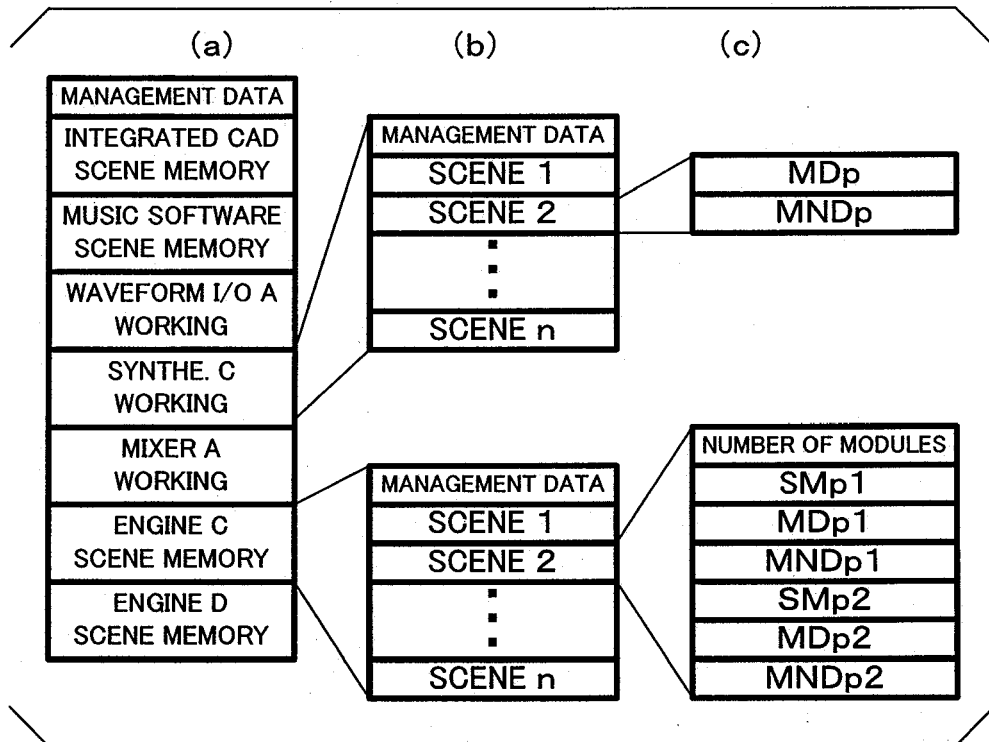 (a)
(b)
(c)
MANAGEMENT DATA
INTEGRATED CAD
SCENE MEMORY
MUSIC SOFTWARE
SCENE MEMORY
WAVEFORM I/O A
WORKING
SYNTHE. C
WORKING
MIXER A
WORKING
ENGINE C
SCENE MEMORY
ENGINE D
SCENE MEMORY
MANAGEMENT DATA
SCENE 1
SCENE 2
SCENE n
MANAGEMENT DATA
SCENE 1
SCENE 2
SCENE n
MDp
MNDp
NUMBER OF MODULES
SMp1
MDp1
MNDp1
SMp2
MDp2
MNDp2